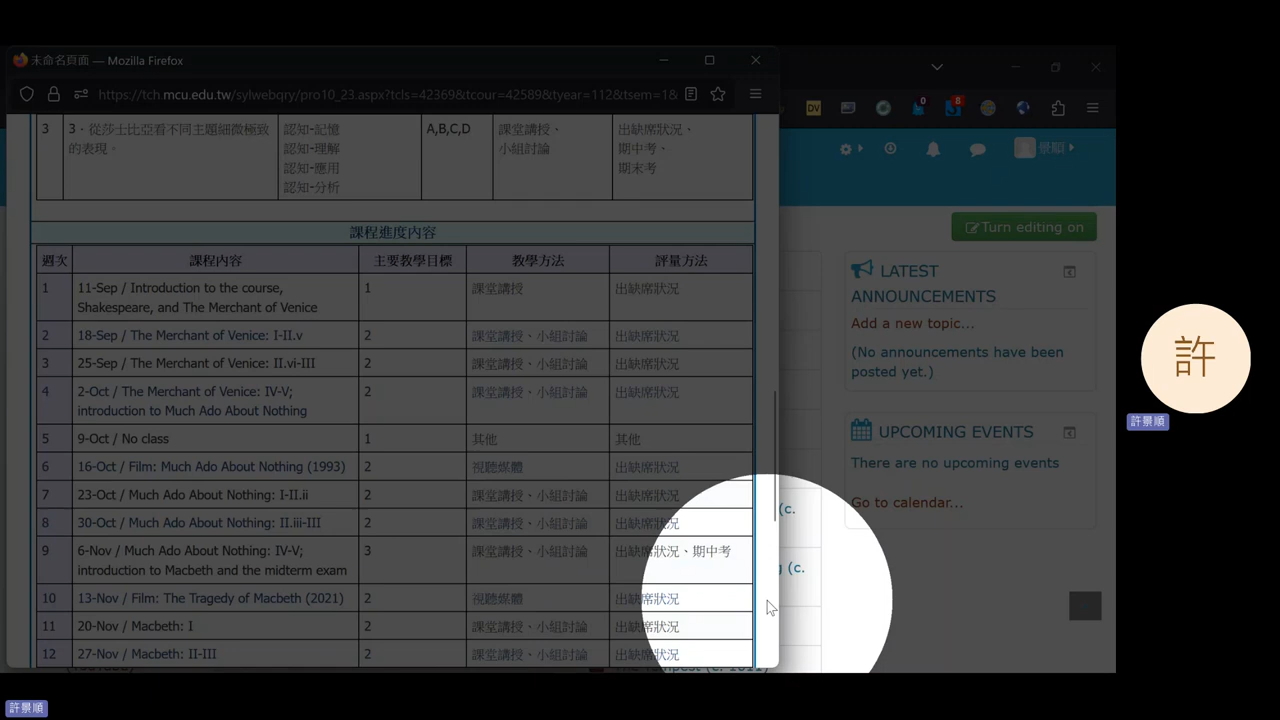 未命名頁面 — Mozilla Firefox
https://tch.mcu.edu.tw/sylwebqry/pro10_23.aspx?tcls=42369&tcour=42589&tyear=112&tsem=1&
DV
0
8
3
3．從莎士比亞看不同主題細微極致
的表現。
認知-記憶
認知-理解
認知-應用
認知-分析
A,B,C,D
課堂講授、
小組討論
出缺席狀況、
期中考、
期末考
景順
Turn editing on
課程進度內容
週次 課程內容 主要教學目標 教學方法 評量方法
1 11-Sep / Introduction to the course, 1 課堂講授 出缺席狀況
Shakespeare, and The Merchant of Venice
2 18-Sep / The Merchant of Venice: I-II.v 2 課堂講授、小組討論 出缺席狀況
3 25-Sep / The Merchant of Venice: II.vi-III 2 課堂講授、小組討論 出缺席狀況
4 2-Oct / The Merchant of Venice: IV-V; 2 課堂講授、小組討論 出缺席狀況
introduction to Much Ado About Nothing
5 9-Oct / No class 1 其他 其他
6 16-Oct / Film: Much Ado About Nothing (1993) 2 視聽媒體 出缺席狀況
7 23-Oct / Much Ado About Nothing: I-II.ii 2 課堂講授、小組討論 出缺席狀況
8 30-Oct / Much Ado About Nothing: II.iii-III 2 課堂講授、小組討論 出缺席狀況
9 6-Nov / Much Ado About Nothing: IV-V; 3 課堂講授、小組討論 出缺席狀況、期中考
introduction to Macbeth and the midterm exam
10 13-Nov / Film: The Tragedy of Macbeth (2021) 2 視聽媒體 出缺席狀況
11 20-Nov / Macbeth: I 2 課堂講授、小組討論 出缺席狀況
12 27-Nov / Macbeth: II-III 2 課堂講授、小組討論 出缺席狀況
LATEST
ANNOUNCEMENTS
Add a new topic...
(No announcements have been
posted yet.)
UPCOMING EVENTS
There are no upcoming events
Go to calendar...
(c.
(c.
許
許景順
許景順